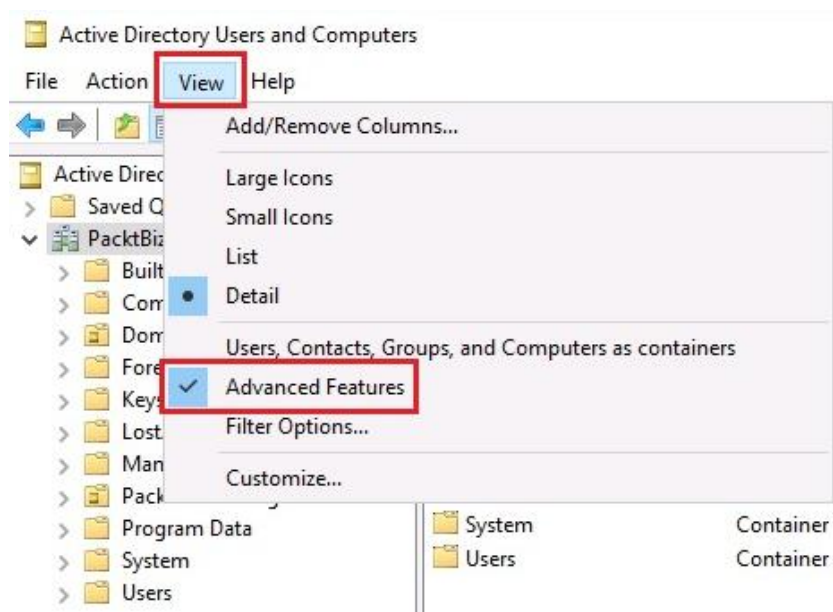 Active Directory Users and Computers
File Action View Help
Add/Remove Columns...
Large Icons
Small Icons
List
Detail
Users, Contacts, Groups, and Computers as containers
Advanced Features
Filter Options...
Customize...
Active Direc
Saved Q
PacktBiz
Built
Com
Dom
Fore
Keys
Lost
Man
Pack
Program Data
System
Users
System Container
Users Container